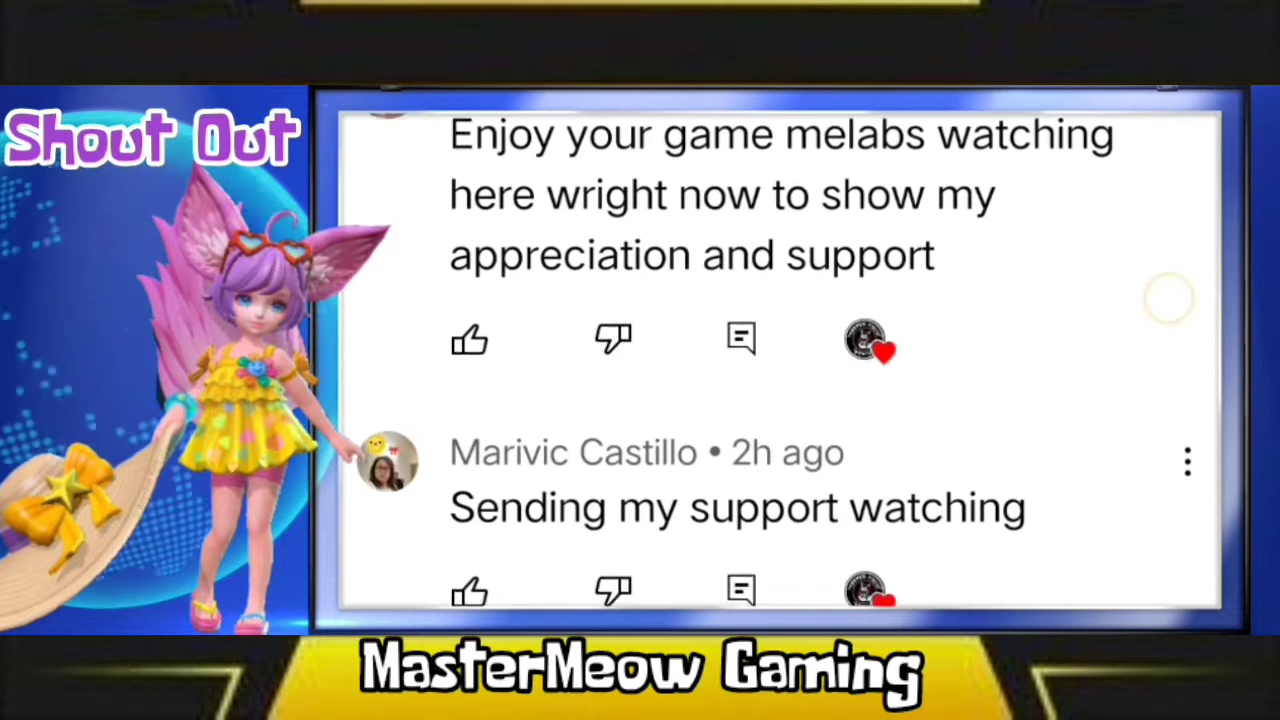 Shout Out
Enjoy your game melabs watching
here wright now to show my
appreciation and support
Marivic Castillo • 2h ago
Sending my support watching
MasterMeow Gaming